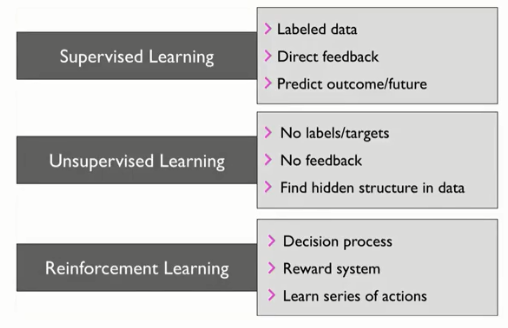 Supervised Learning
> Labeled data
> Direct feedback
> Predict outcome/future
Unsupervised Learning
> No labels/targets
> No feedback
> Find hidden structure in data
Reinforcement Learning
> Decision process
> Reward system
> Learn series of actions